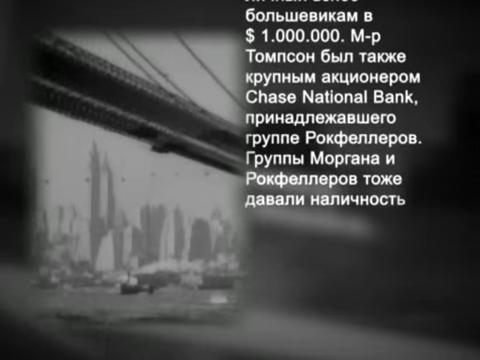 большевикам в
$ 1.000.000. М-р
Томпсон был также
крупным акционером
Chase National Bank,
принадлежавшего
группе Рокфеллеров.
Группы Моргана и
Рокфеллеров тоже
давали наличность